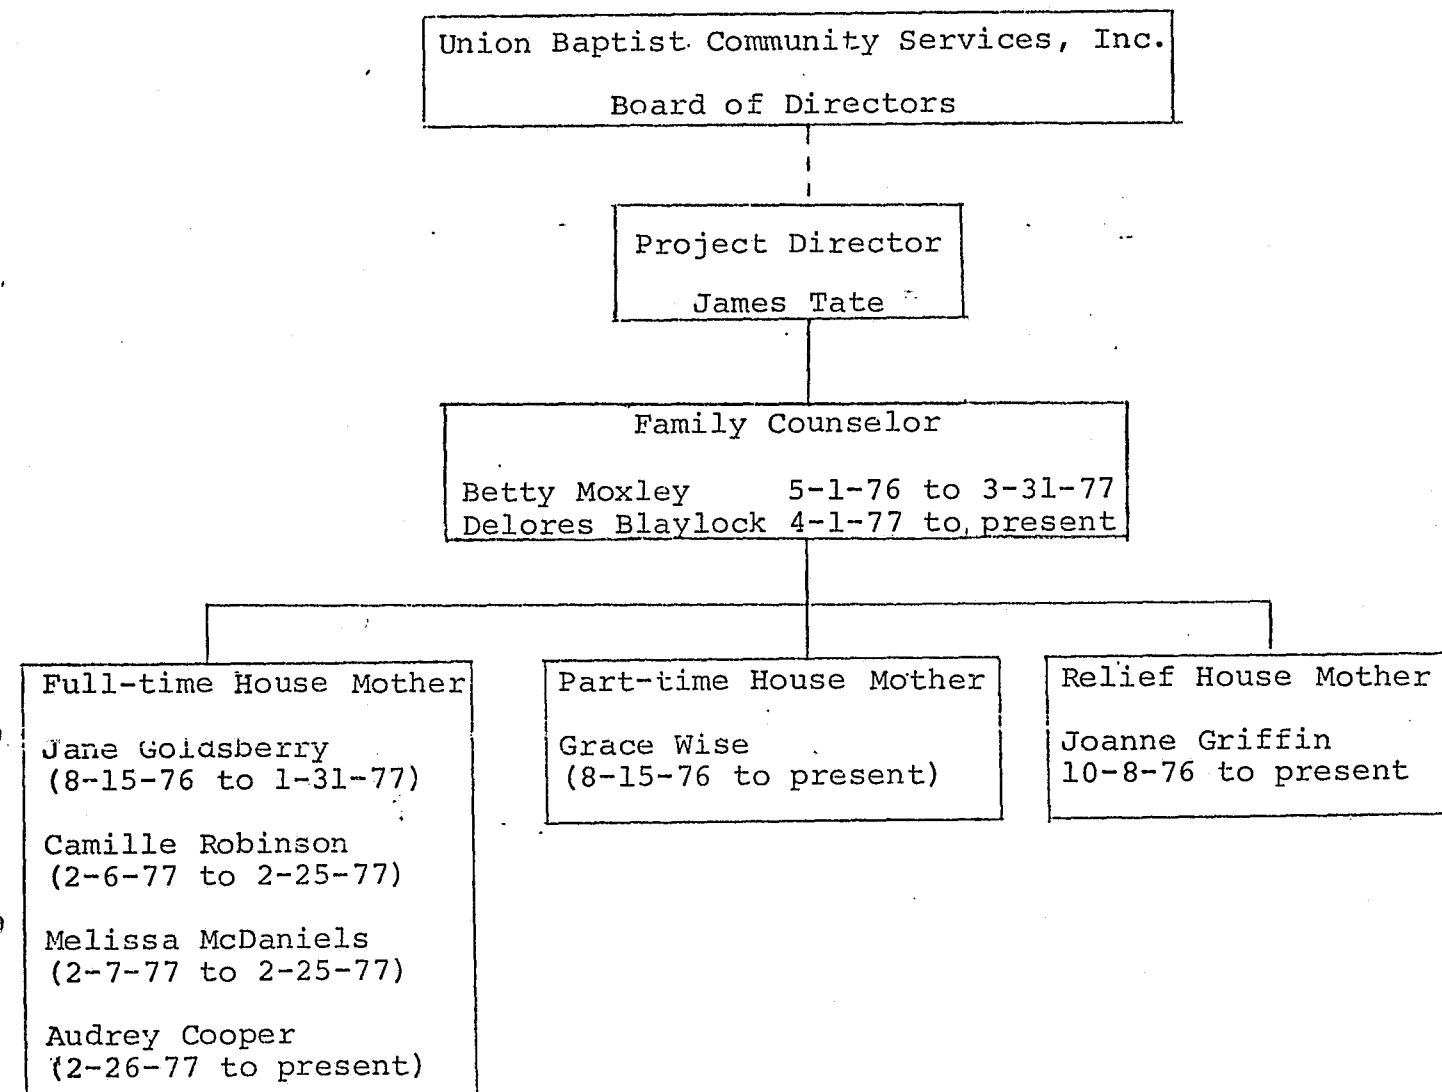 Union Baptist Community Services, Inc.
Board of Directors
Project Director
James Tate
Family Counselor
Betty Moxley 5-1-76 to 3-31-77
Delores Blaylock 4-1-77 to present
Full-time House Mother
Jane Goldsberry
(8-15-76 to 1-31-77)
Camille Robinson
(2-6-77 to 2-25-77)
Melissa McDaniels
(2-7-77 to 2-25-77)
Audrey Cooper
(2-26-77 to present)
Part-time House Mother
Grace Wise
(8-15-76 to present)
Relief House Mother
Joanne Griffin
10-8-76 to present